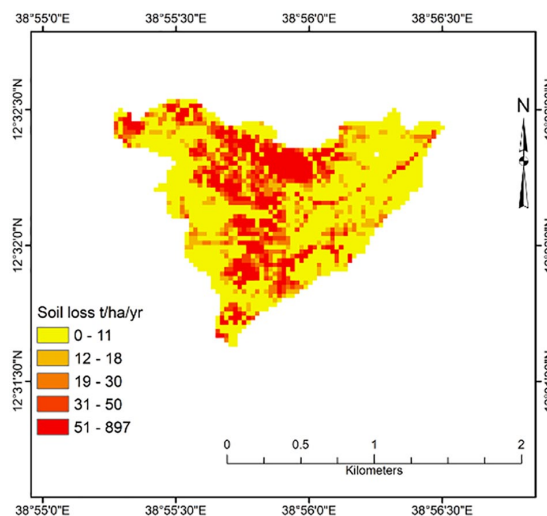 38°55'0"E 38°55'30"E 38°56'0"E 38°56'30"E
12°32'30"N
N
12°32'0"N
12°31'30"N
Soil loss t/ha/yr
0 - 11
12 - 18
19 - 30
31 - 50
51 - 897
0 1 2
Kilometers
38°55'0"E 38°55'30"E 38°56'0"E 38°56'30"E